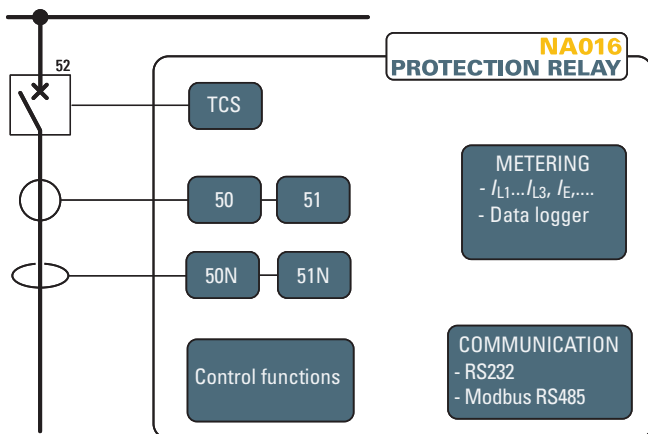 NA016
PROTECTION RELAY
52
TCS
METERING
- IL1...IL3, IE,....
- Data logger
50
51
50N
51N
Control functions
COMMUNICATION
- RS232
- Modbus RS485